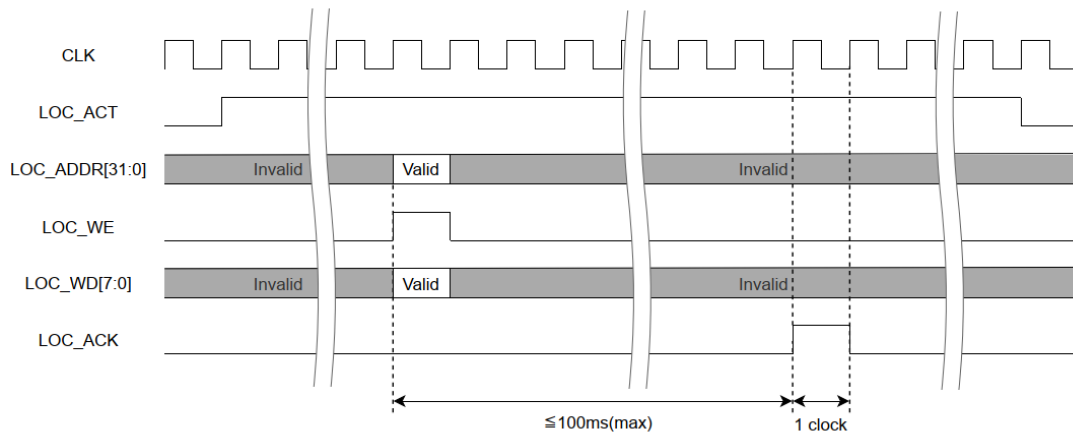 CLK
LOC_ACT
LOC_ADDR[31:0]
Invalid
Valid
Invalid
LOC_WE
LOC_WD[7:0]
Invalid
Valid
Invalid
LOC_ACK
≦100ms(max)
1 clock